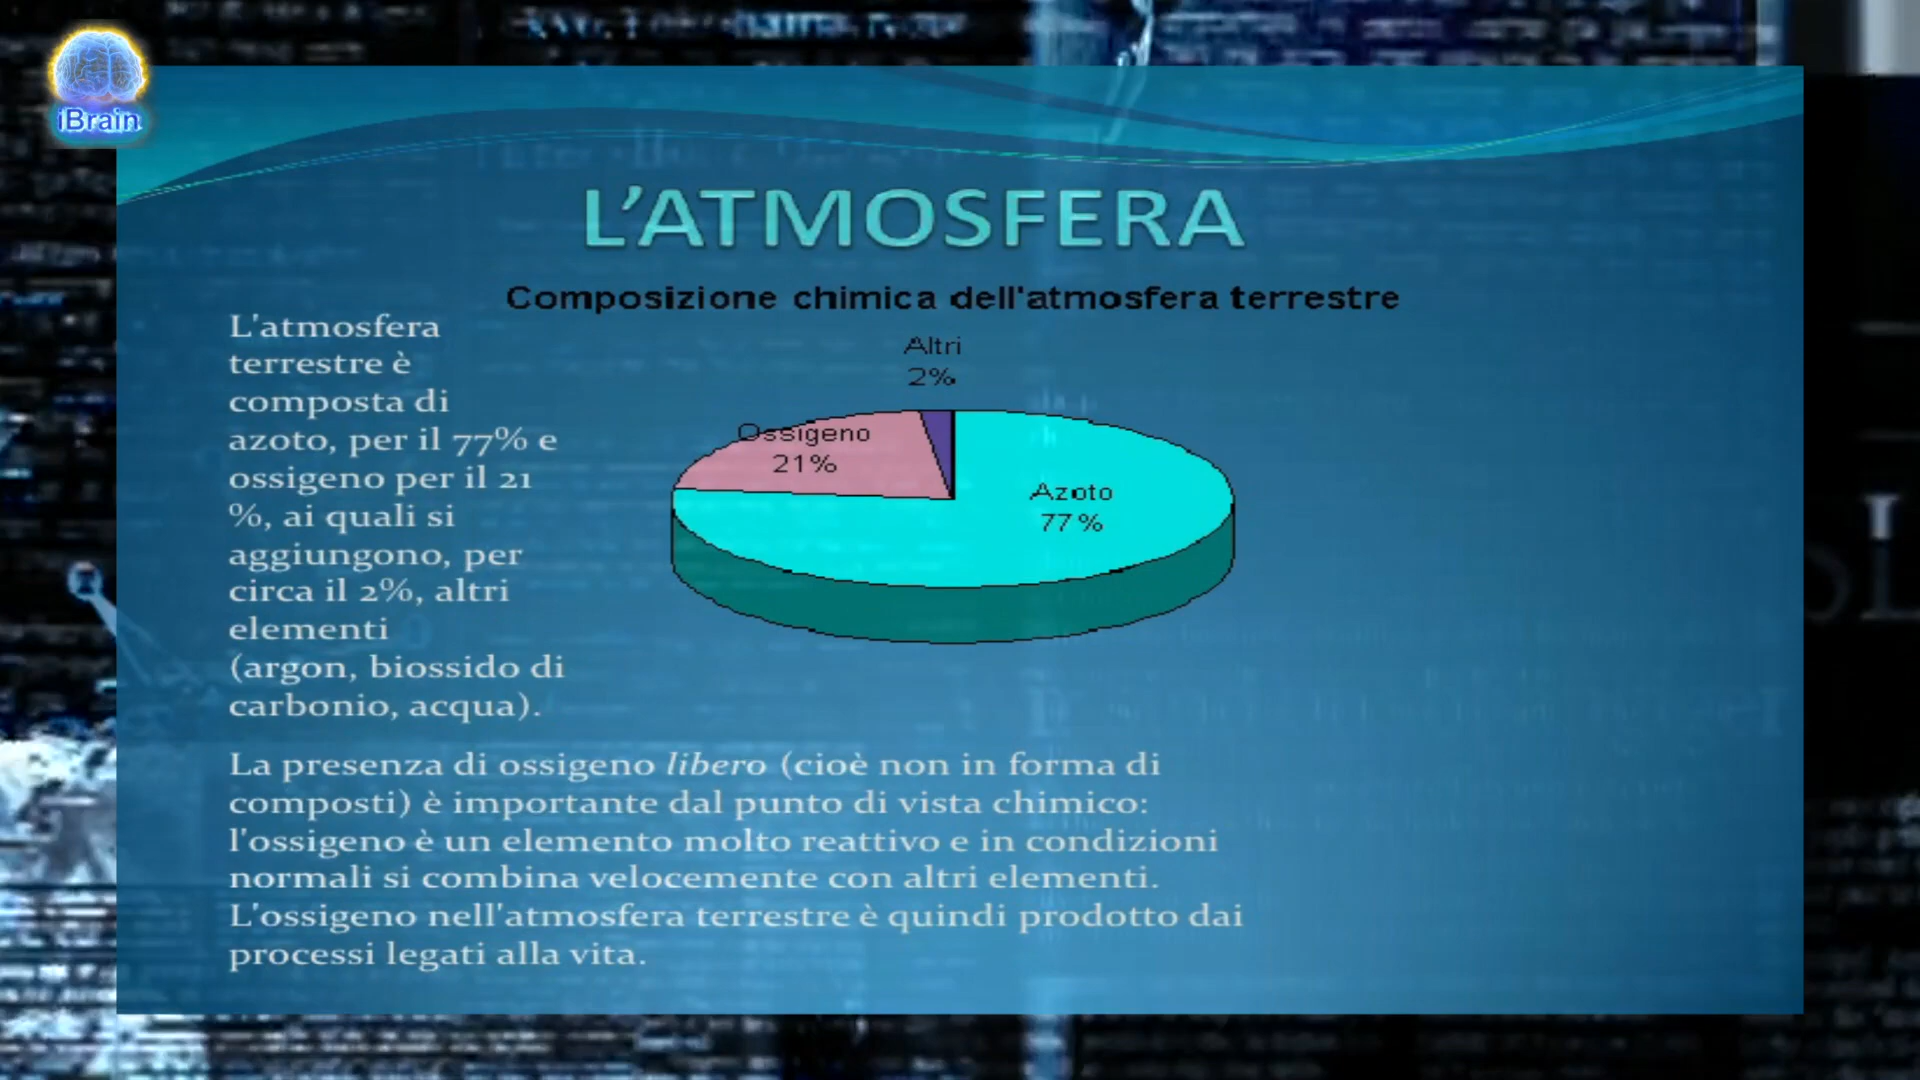 iBrain
L'ATMOSFERA
Composizione chimica dell'atmosfera terrestre
L'atmosfera
terrestre è
composta di
azoto, per il 77% e
ossigeno per il 21
%, ai quali si
aggiungono, per
circa il 2%, altri
elementi
(argon, biossido di
carbonio, acqua).
Altri
2%
Ossigeno
21%
Azoto
77%
La presenza di ossigeno libero (cioè non in forma di
composti) è importante dal punto di vista chimico:
l'ossigeno è un elemento molto reattivo e in condizioni
normali si combina velocemente con altri elementi.
L'ossigeno nell'atmosfera terrestre è quindi prodotto dai
processi legati alla vita.